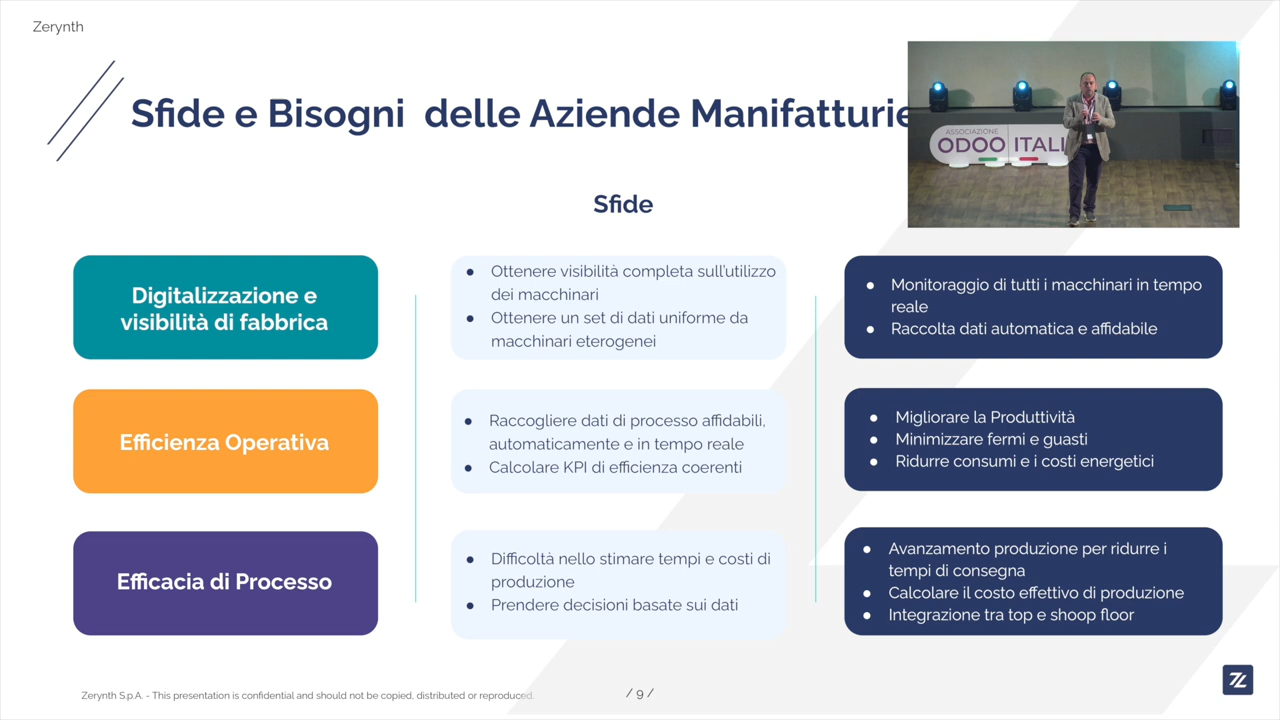 Zerynth
Sfide e Bisogni delle Aziende Manifatturie
ASSOCIAZIONE
ODOO ITALI
Sfide
Digitalizzazione e
visibilità di fabbrica
● Ottenere visibilità completa sull'utilizzo
dei macchinari
● Ottenere un set di dati uniforme da
macchinari eterogenei
● Monitoraggio di tutti i macchinari in tempo
reale
● Raccolta dati automatica e affidabile
Efficienza Operativa
● Raccogliere dati di processo affidabili,
automaticamente e in tempo reale
● Calcolare KPI di efficienza coerenti
● Migliorare la Produttività
● Minimizzare fermi e guasti
● Ridurre consumi e i costi energetici
Efficacia di Processo
● Difficoltà nello stimare tempi e costi di
produzione
● Prendere decisioni basate sui dati
● Avanzamento produzione per ridurre i
tempi di consegna
● Calcolare il costo effettivo di produzione
● Integrazione tra top e shoop floor
Zerynth S.p.A. - This presentation is confidential and should not be copied, distributed or reproduced.
/ 9 /